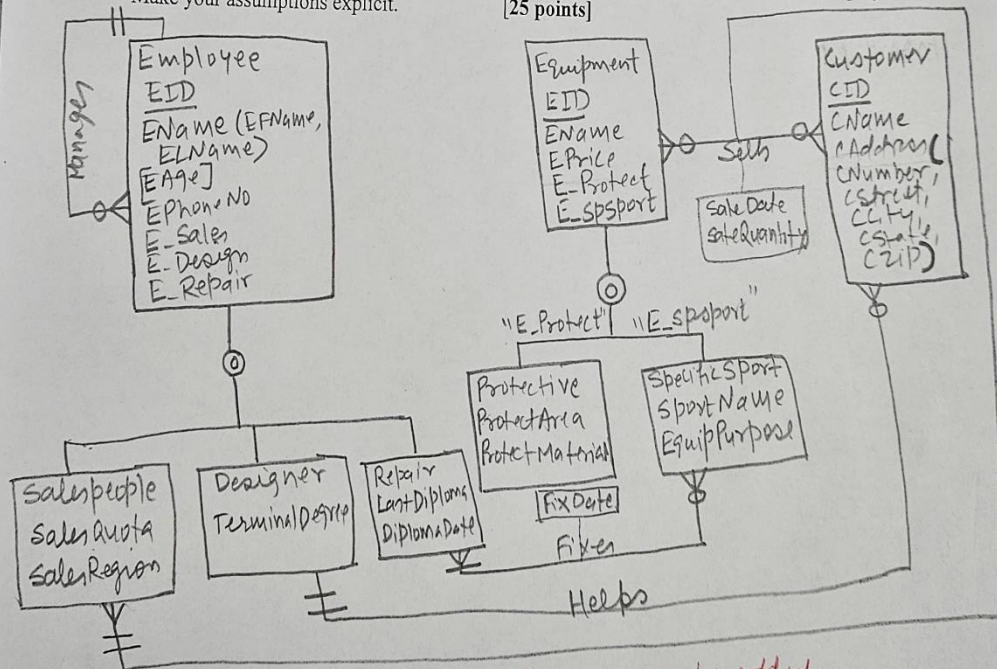 Make your assumptions explicit.
[25 points]
Manages
Employee
EID
EName (EFName,
ELName)
[EAge]
EPhoneNo
E_Sales
E_Design
E_Repair
Equipment
EID
EName
EPrice
E_Protect
E_spsport
Sells
SaleDate
SaleQuantity
Customer
CID
CName
CAddress(
CNumber,
CStreet,
CCity,
CState,
CZip)
"E_Protect" "E_spsport"
Protective
ProtectArea
ProtectMaterial
SpecificSport
SportName
EquipPurpose
Salespeople
SalesQuota
SalesRegion
Designer
TerminalDegree
Repair
LastDiploma
DiplomaDate
FixDate
Fixes
Helps